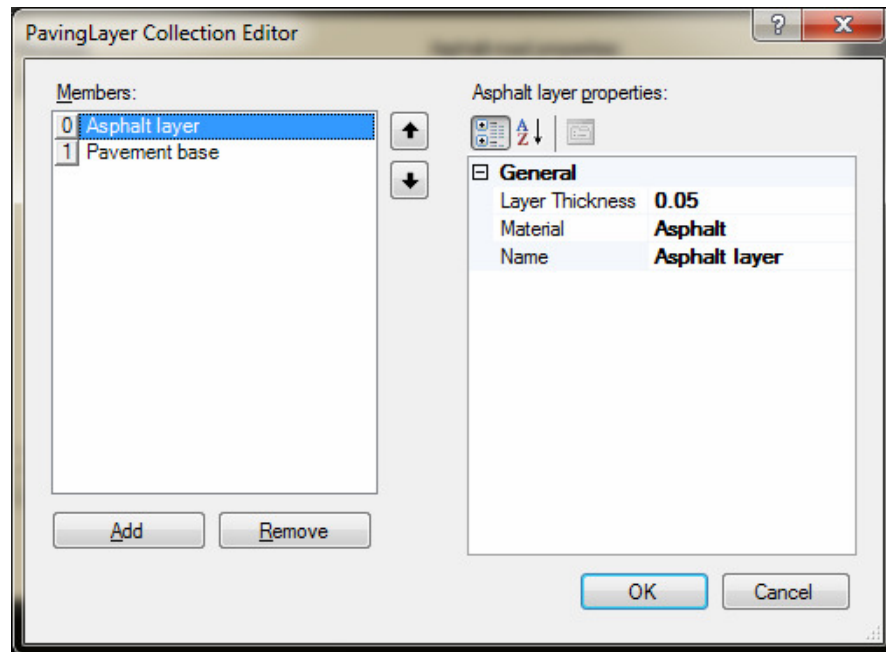 PavingLayer Collection Editor
Members:
0 Asphalt layer
1 Pavement base
Add
Remove
Asphalt layer properties:
General
Layer Thickness 0.05
Material Asphalt
Name Asphalt layer
OK
Cancel